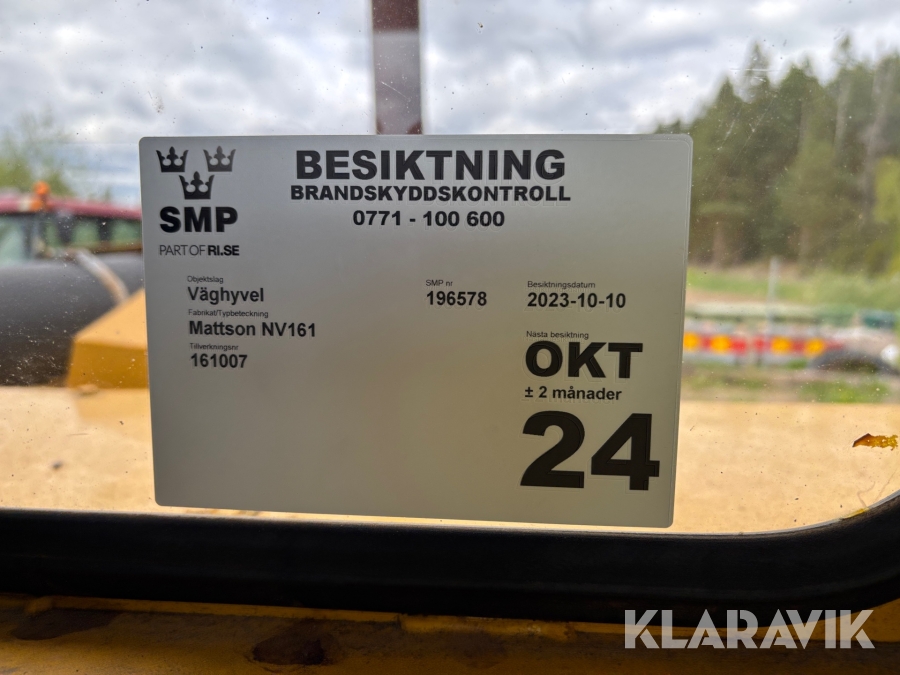 BESIKTNING
BRANDSKYDDSKONTROLL
0771 - 100 600
SMP
PART OF RI.SE
Objektslag
Väghyvel
Fabrikat/Typbeteckning
Mattson NV161
Tillverkningsnr
161007
SMP nr
196578
Besiktningsdatum
2023-10-10
Nästa besiktning
OKT
± 2 månader
24
KLARAVIK